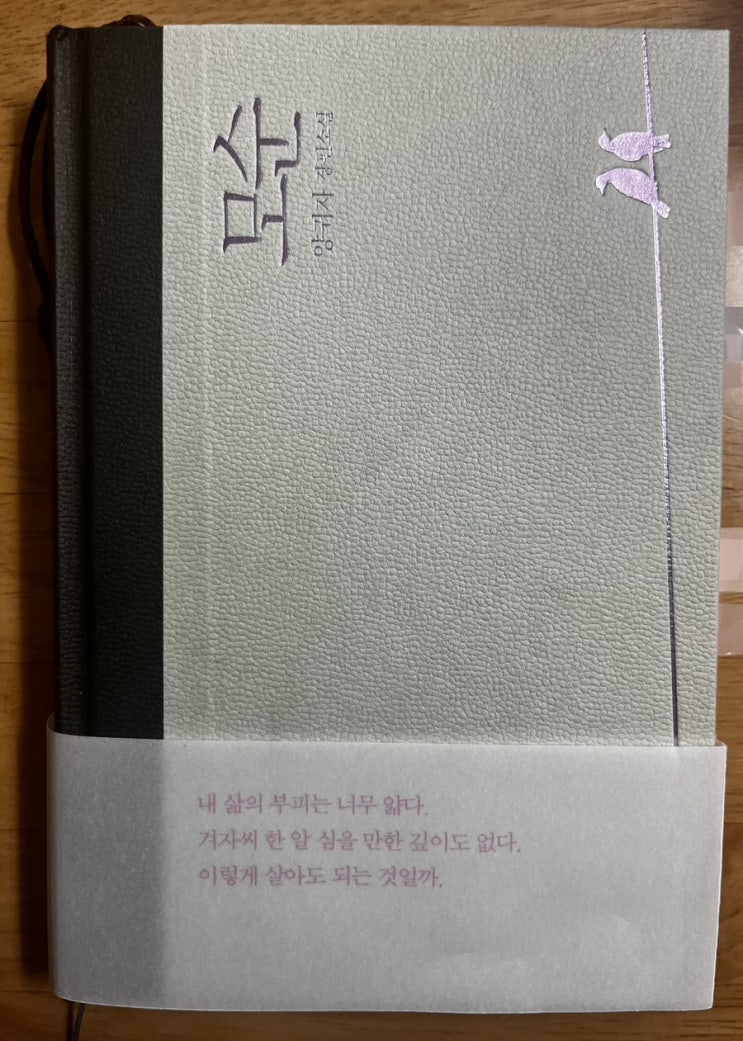 모순
양귀자 장편소설
내 삶의 부피는 너무 얇다.
겨자씨 한 알 심을 만한 깊이도 없다.
이렇게 살아도 되는 것일까.